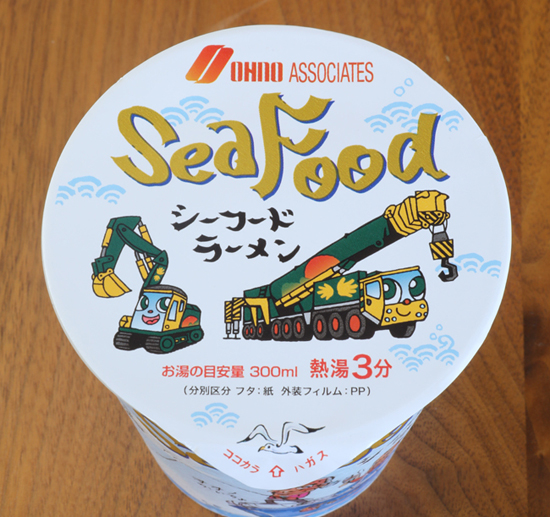 OHNO ASSOCIATES
SeaFood
シーフード
ラーメン
お湯の目安量 300ml 熱湯3分
(分別区分 フタ:紙 外装フィルム:PP)
ココカラ ハガス